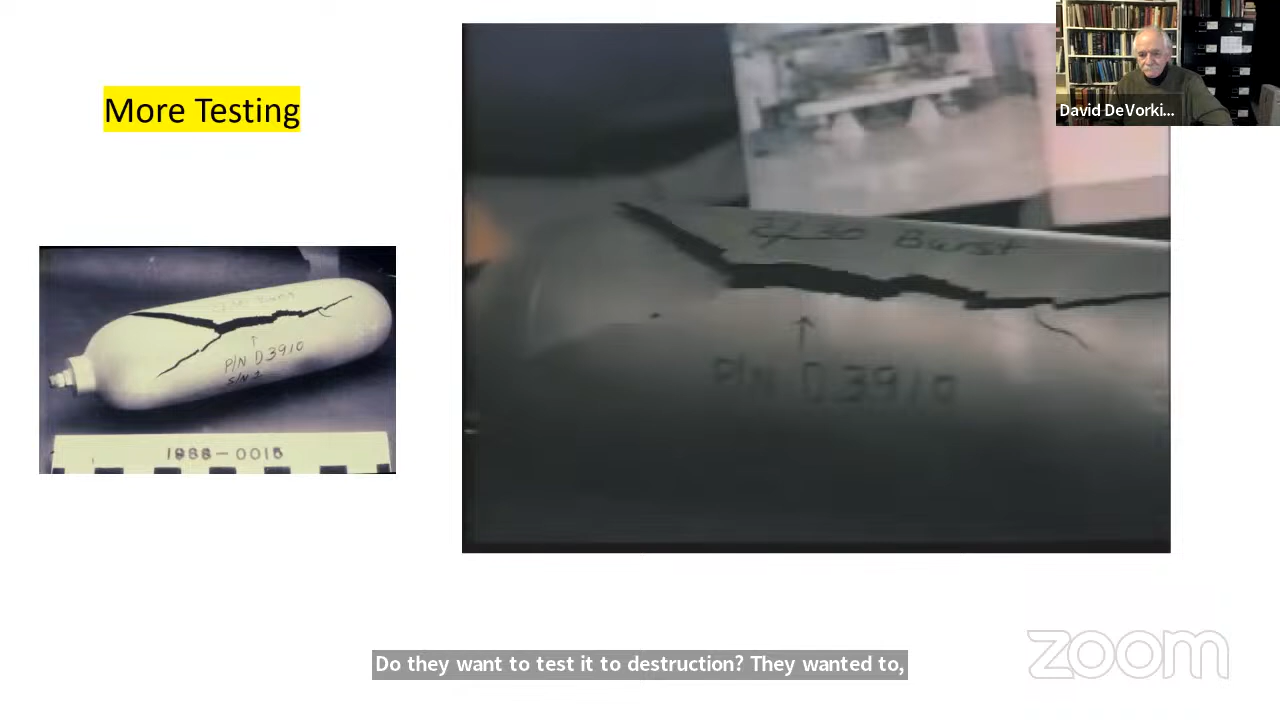 More Testing
David DeVorki...
P/N D3910
S/N 1
1988-0015
Burst
P/N D3910
Do they want to test it to destruction? They wanted to,
zoom